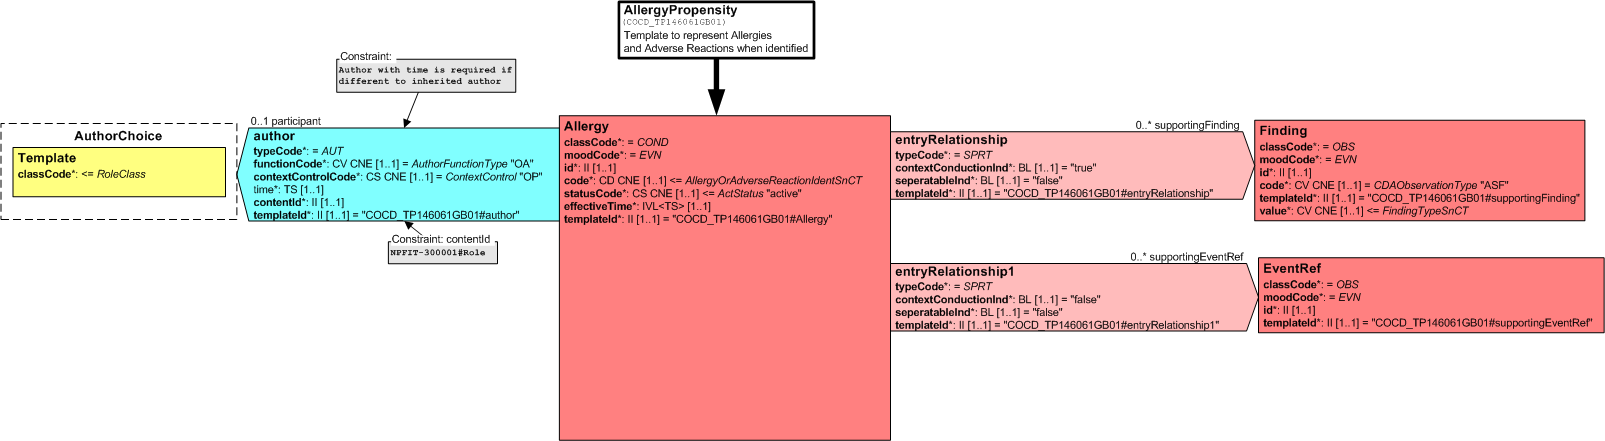 AllergyPropensity
(COCD_TP146061GB01)
Template to represent Allergies
and Adverse Reactions when identified
Constraint:
Author with time is required if
different to inherited author
0..1 participant
AuthorChoice
Template
classCode*: <= RoleClass
author
typeCode*: = AUT
functionCode*: CV CNE [1..1] = AuthorFunctionType "OA"
contextControlCode*: CS CNE [1..1] = ContextControl "OP"
time*: TS [1..1]
contentId*: II [1..1]
templateId*: II [1..1] = "COCD_TP146061GB01#author"
Constraint: contentId
NPFIT-300001#Role
Allergy
classCode*: = COND
moodCode*: = EVN
id*: II [1..1]
code*: CD CNE [1..1] <= AllergyOrAdverseReactionIdentSnCT
statusCode*: CS CNE [1..1] <= ActStatus "active"
effectiveTime*: IVL<TS> [1..1]
templateId*: II [1..1] = "COCD_TP146061GB01#Allergy"
0..* supportingFinding
entryRelationship
typeCode*: = SPRT
contextConductionInd*: BL [1..1] = "true"
seperatableInd*: BL [1..1] = "false"
templateId*: II [1..1] = "COCD_TP146061GB01#entryRelationship"
Finding
classCode*: = OBS
moodCode*: = EVN
id*: II [1..1]
code*: CV CNE [1..1] = CDAObservationType "ASF"
templateId*: II [1..1] = "COCD_TP146061GB01#supportingFinding"
value*: CV CNE [1..1] <= FindingTypeSnCT
0..* supportingEventRef
entryRelationship1
typeCode*: = SPRT
contextConductionInd*: BL [1..1] = "false"
seperatableInd*: BL [1..1] = "false"
templateId*: II [1..1] = "COCD_TP146061GB01#entryRelationship1"
EventRef
classCode*: = OBS
moodCode*: = EVN
id*: II [1..1]
templateId*: II [1..1] = "COCD_TP146061GB01#supportingEventRef"